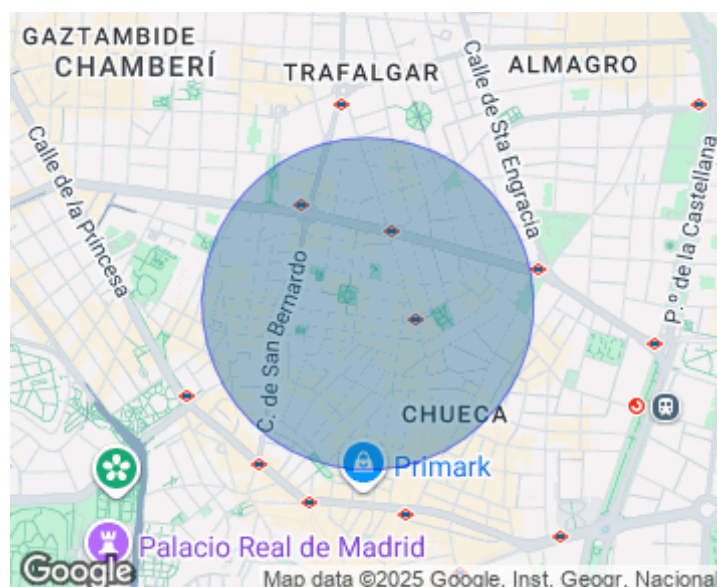 GAZTAMBIDE
CHAMBERÍ
TRAFALGAR
ALMAGRO
Calle de Sta Engracia
Calle de la Princesa
P.º de la Castellana
C. de San Bernardo
CHUECA
Primark
Palacio Real de Madrid
Google
Map data ©2025 Google, Inst. Geogr. Nacional